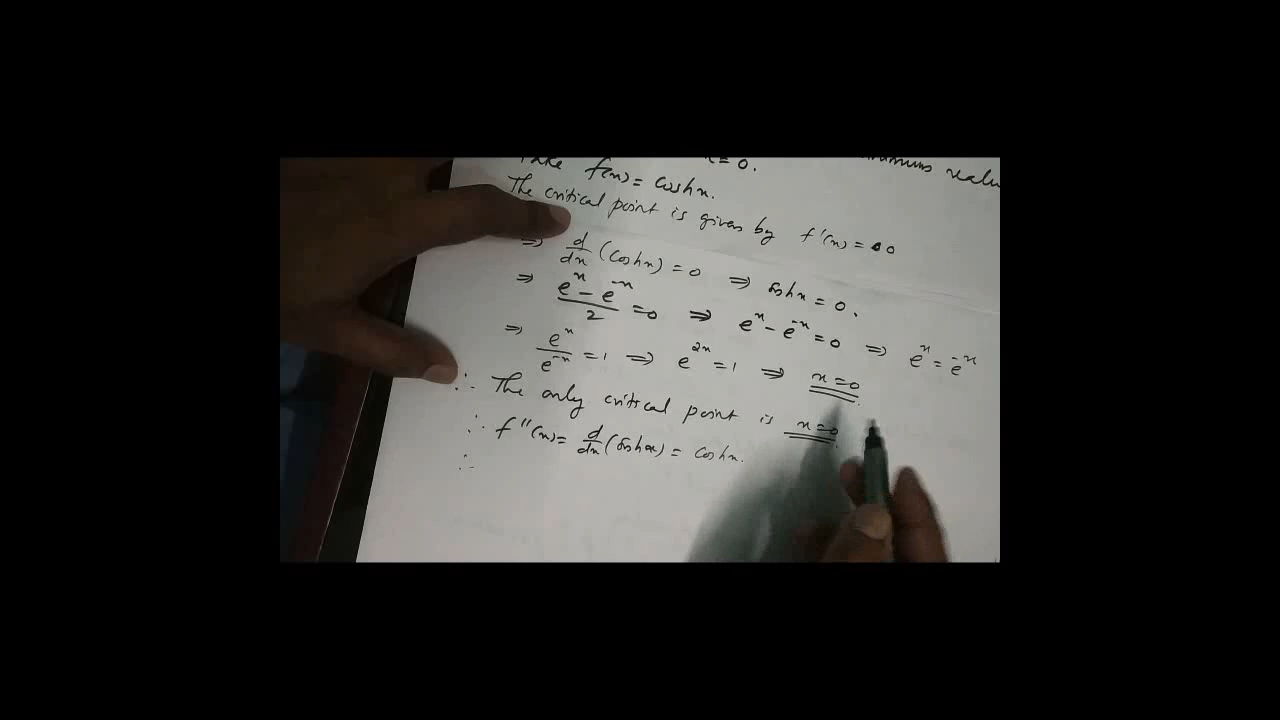 x = 0.
Take f(x) = coshx.
The critical point is given by f'(x) = 0
⇒ d/dx (coshx) = 0 ⇒ sinhx = 0.
⇒ (e^x - e^-x)/2 = 0 ⇒ e^x - e^-x = 0 ⇒ e^x = e^-x
⇒ e^x/e^-x = 1 ⇒ e^2x = 1 ⇒ x = 0.
∴ The only critical point is x = 0.
∴ f''(x) = d/dx (sinhx) = coshx.
∴